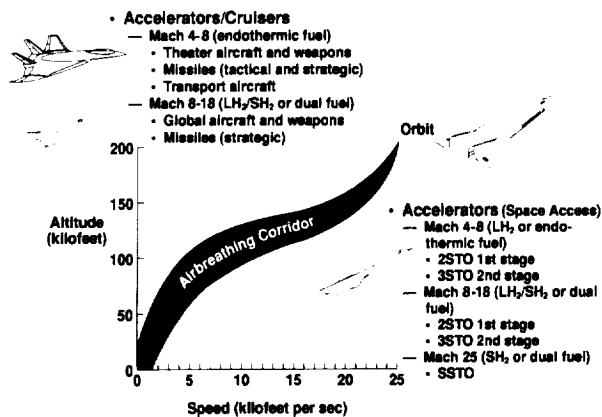 • Accelerators/Cruisers
— Mach 4-8 (endothermic fuel)
• Theater aircraft and weapons
• Missiles (tactical and strategic)
• Transport aircraft
— Mach 8-18 (LH₂/SH₂ or dual fuel)
• Global aircraft and weapons
• Missiles (strategic)
Orbit
200
150
100
50
0
Altitude
(kilofeet)
Airbreathing Corridor
• Accelerators (Space Access)
— Mach 4-8 (LH₂ or endo-
thermic fuel)
• 2STO 1st stage
• 3STO 2nd stage
— Mach 8-18 (LH₂/SH₂ or dual
fuel)
• 2STO 1st stage
• 3STO 2nd stage
— Mach 25 (SH₂ or dual fuel)
• SSTO
0 5 10 15 20 25
Speed (kilofeet per sec)